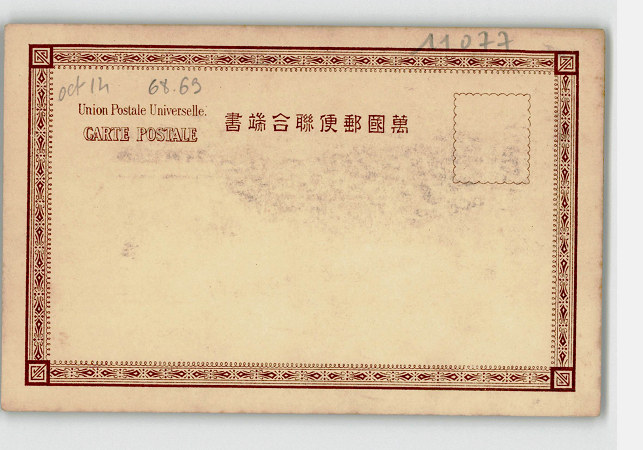 11077
oct 14 68.69
Union Postale Universelle.
CARTE POSTALE
書端合聯便郵國萬